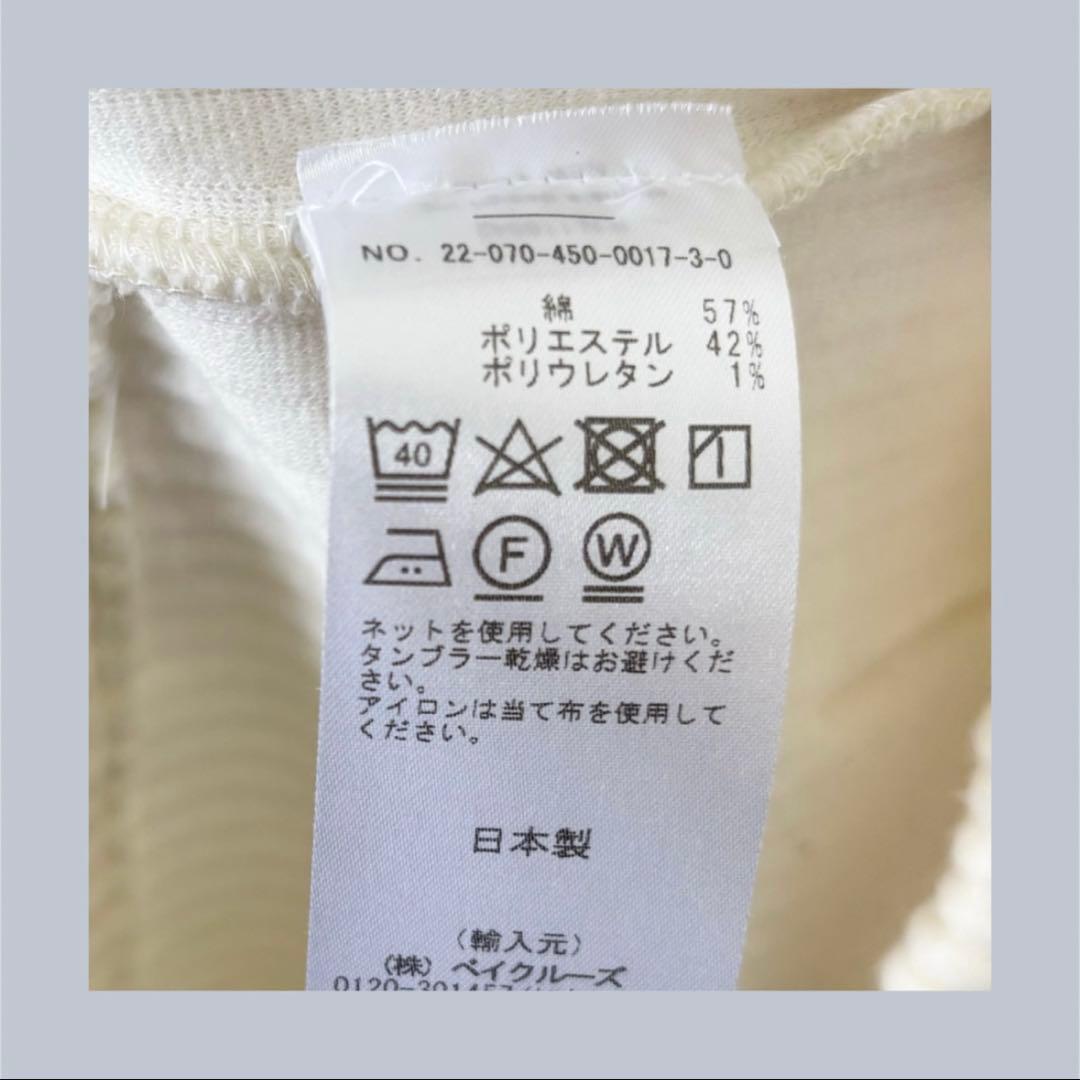 NO. 22-070-450-0017-3-0
綿 57%
ポリエステル 42%
ポリウレタン 1%
40
F W
ネットを使用してください。
タンブラー乾燥はお避けくだ
さい。
アイロンは当て布を使用して
ください。
日本製
（輸入元）
（株）ベイクルーズ